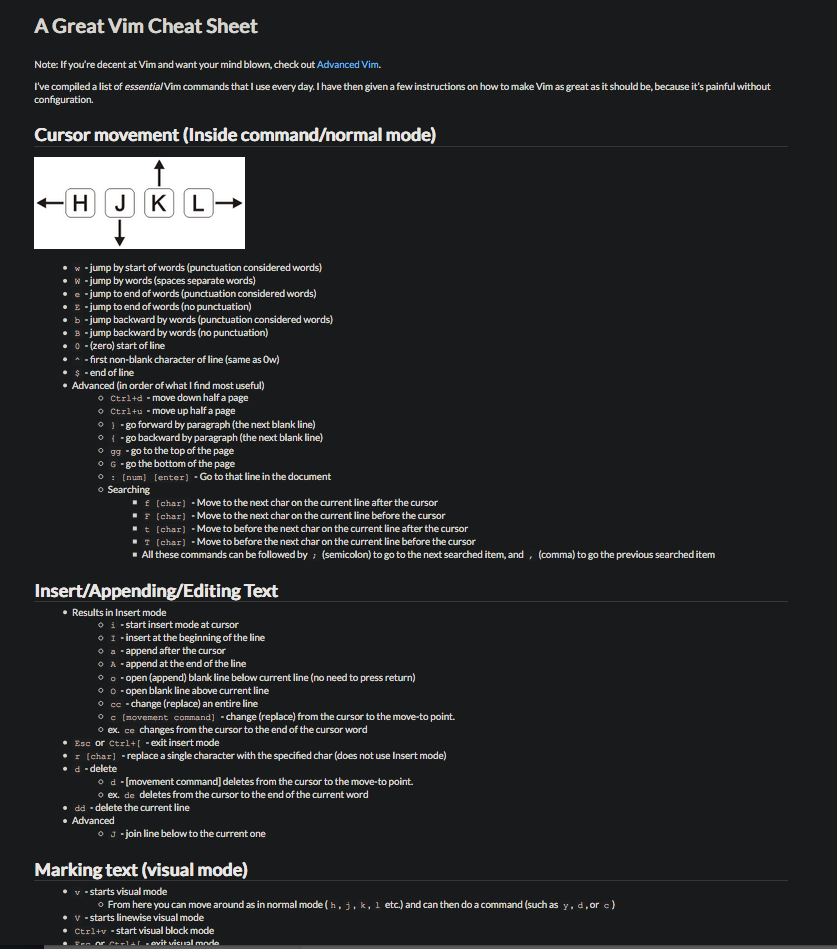 A Great Vim Cheat Sheet
Note: If you're decent at Vim and want your mind blown, check out Advanced Vim.
I've compiled a list of essential Vim commands that I use every day. I have then given a few instructions on how to make Vim as great as it should be, because it's painful without
configuration.
Cursor movement (Inside command/normal mode)
H J K L
w - jump by start of words (punctuation considered words)
W - jump by words (spaces separate words)
e - jump to end of words (punctuation considered words)
E - jump to end of words (no punctuation)
b - jump backward by words (punctuation considered words)
B - jump backward by words (no punctuation)
0 - (zero) start of line
^ - first non-blank character of line (same as 0w)
$ - end of line
Advanced (in order of what I find most useful)
Ctrl+d - move down half a page
Ctrl+u - move up half a page
} - go forward by paragraph (the next blank line)
{ - go backward by paragraph (the next blank line)
gg - go to the top of the page
G - go the bottom of the page
: [num] [enter] - Go to that line in the document
Searching
f [char] - Move to the next char on the current line after the cursor
F [char] - Move to the next char on the current line before the cursor
t [char] - Move to before the next char on the current line after the cursor
T [char] - Move to before the next char on the current line before the cursor
All these commands can be followed by ; (semicolon) to go to the next searched item, and , (comma) to go the previous searched item
Insert/Appending/Editing Text
Results in Insert mode
i - start insert mode at cursor
I - insert at the beginning of the line
a - append after the cursor
A - append at the end of the line
o - open (append) blank line below current line (no need to press return)
O - open blank line above current line
cc - change (replace) an entire line
c [movement command] - change (replace) from the cursor to the move-to point.
ex. ce changes from the cursor to the end of the cursor word
Esc or Ctrl+[ - exit insert mode
r [char] - replace a single character with the specified char (does not use Insert mode)
d - delete
d - [movement command] deletes from the cursor to the move-to point.
ex. de deletes from the cursor to the end of the current word
dd - delete the current line
Advanced
J - join line below to the current one
Marking text (visual mode)
v - starts visual mode
From here you can move around as in normal mode ( h , j , k , l etc.) and can then do a command (such as y , d , or c )
V - starts linewise visual mode
Ctrl+v - start visual block mode
Esc or Ctrl+[ - exit visual mode